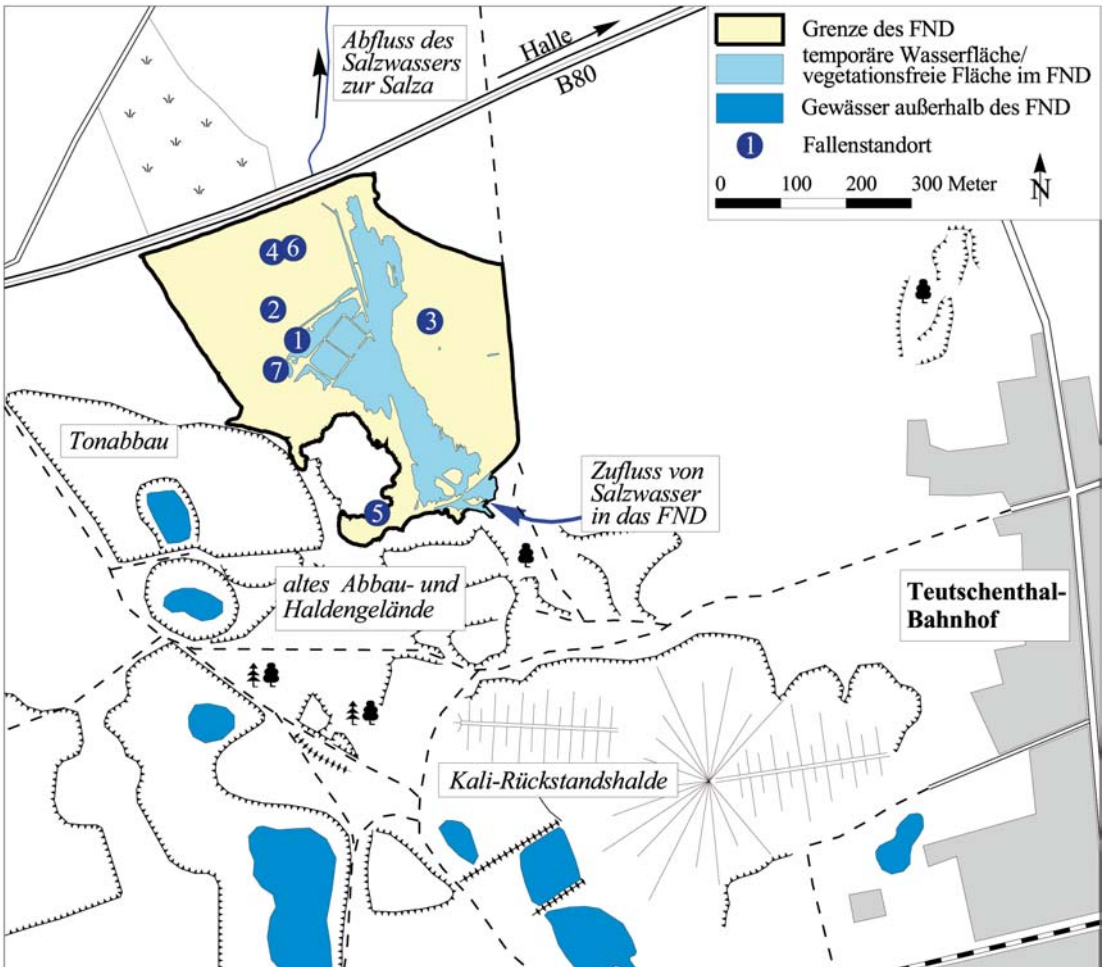 Abfluss des
Salzwassers
zur Salza
Halle
B80
Grenze des FND
temporäre Wasserfläche/
vegetationsfreie Fläche im FND
Gewässer außerhalb des FND
1 Fallenstandort
0 100 200 300 Meter
N
4 6
2
3
1
7
5
Tonabbau
Zufluss von
Salzwasser
in das FND
altes Abbau- und
Haldengelände
Teutschenthal-
Bahnhof
Kali-Rückstandshalde